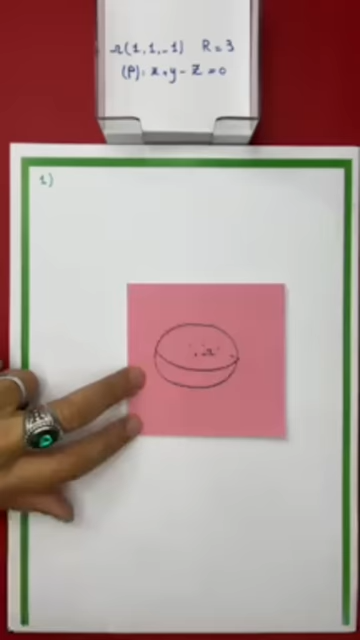 Ω(1,1,-1) R=3
(P): x+y-z=0
1)